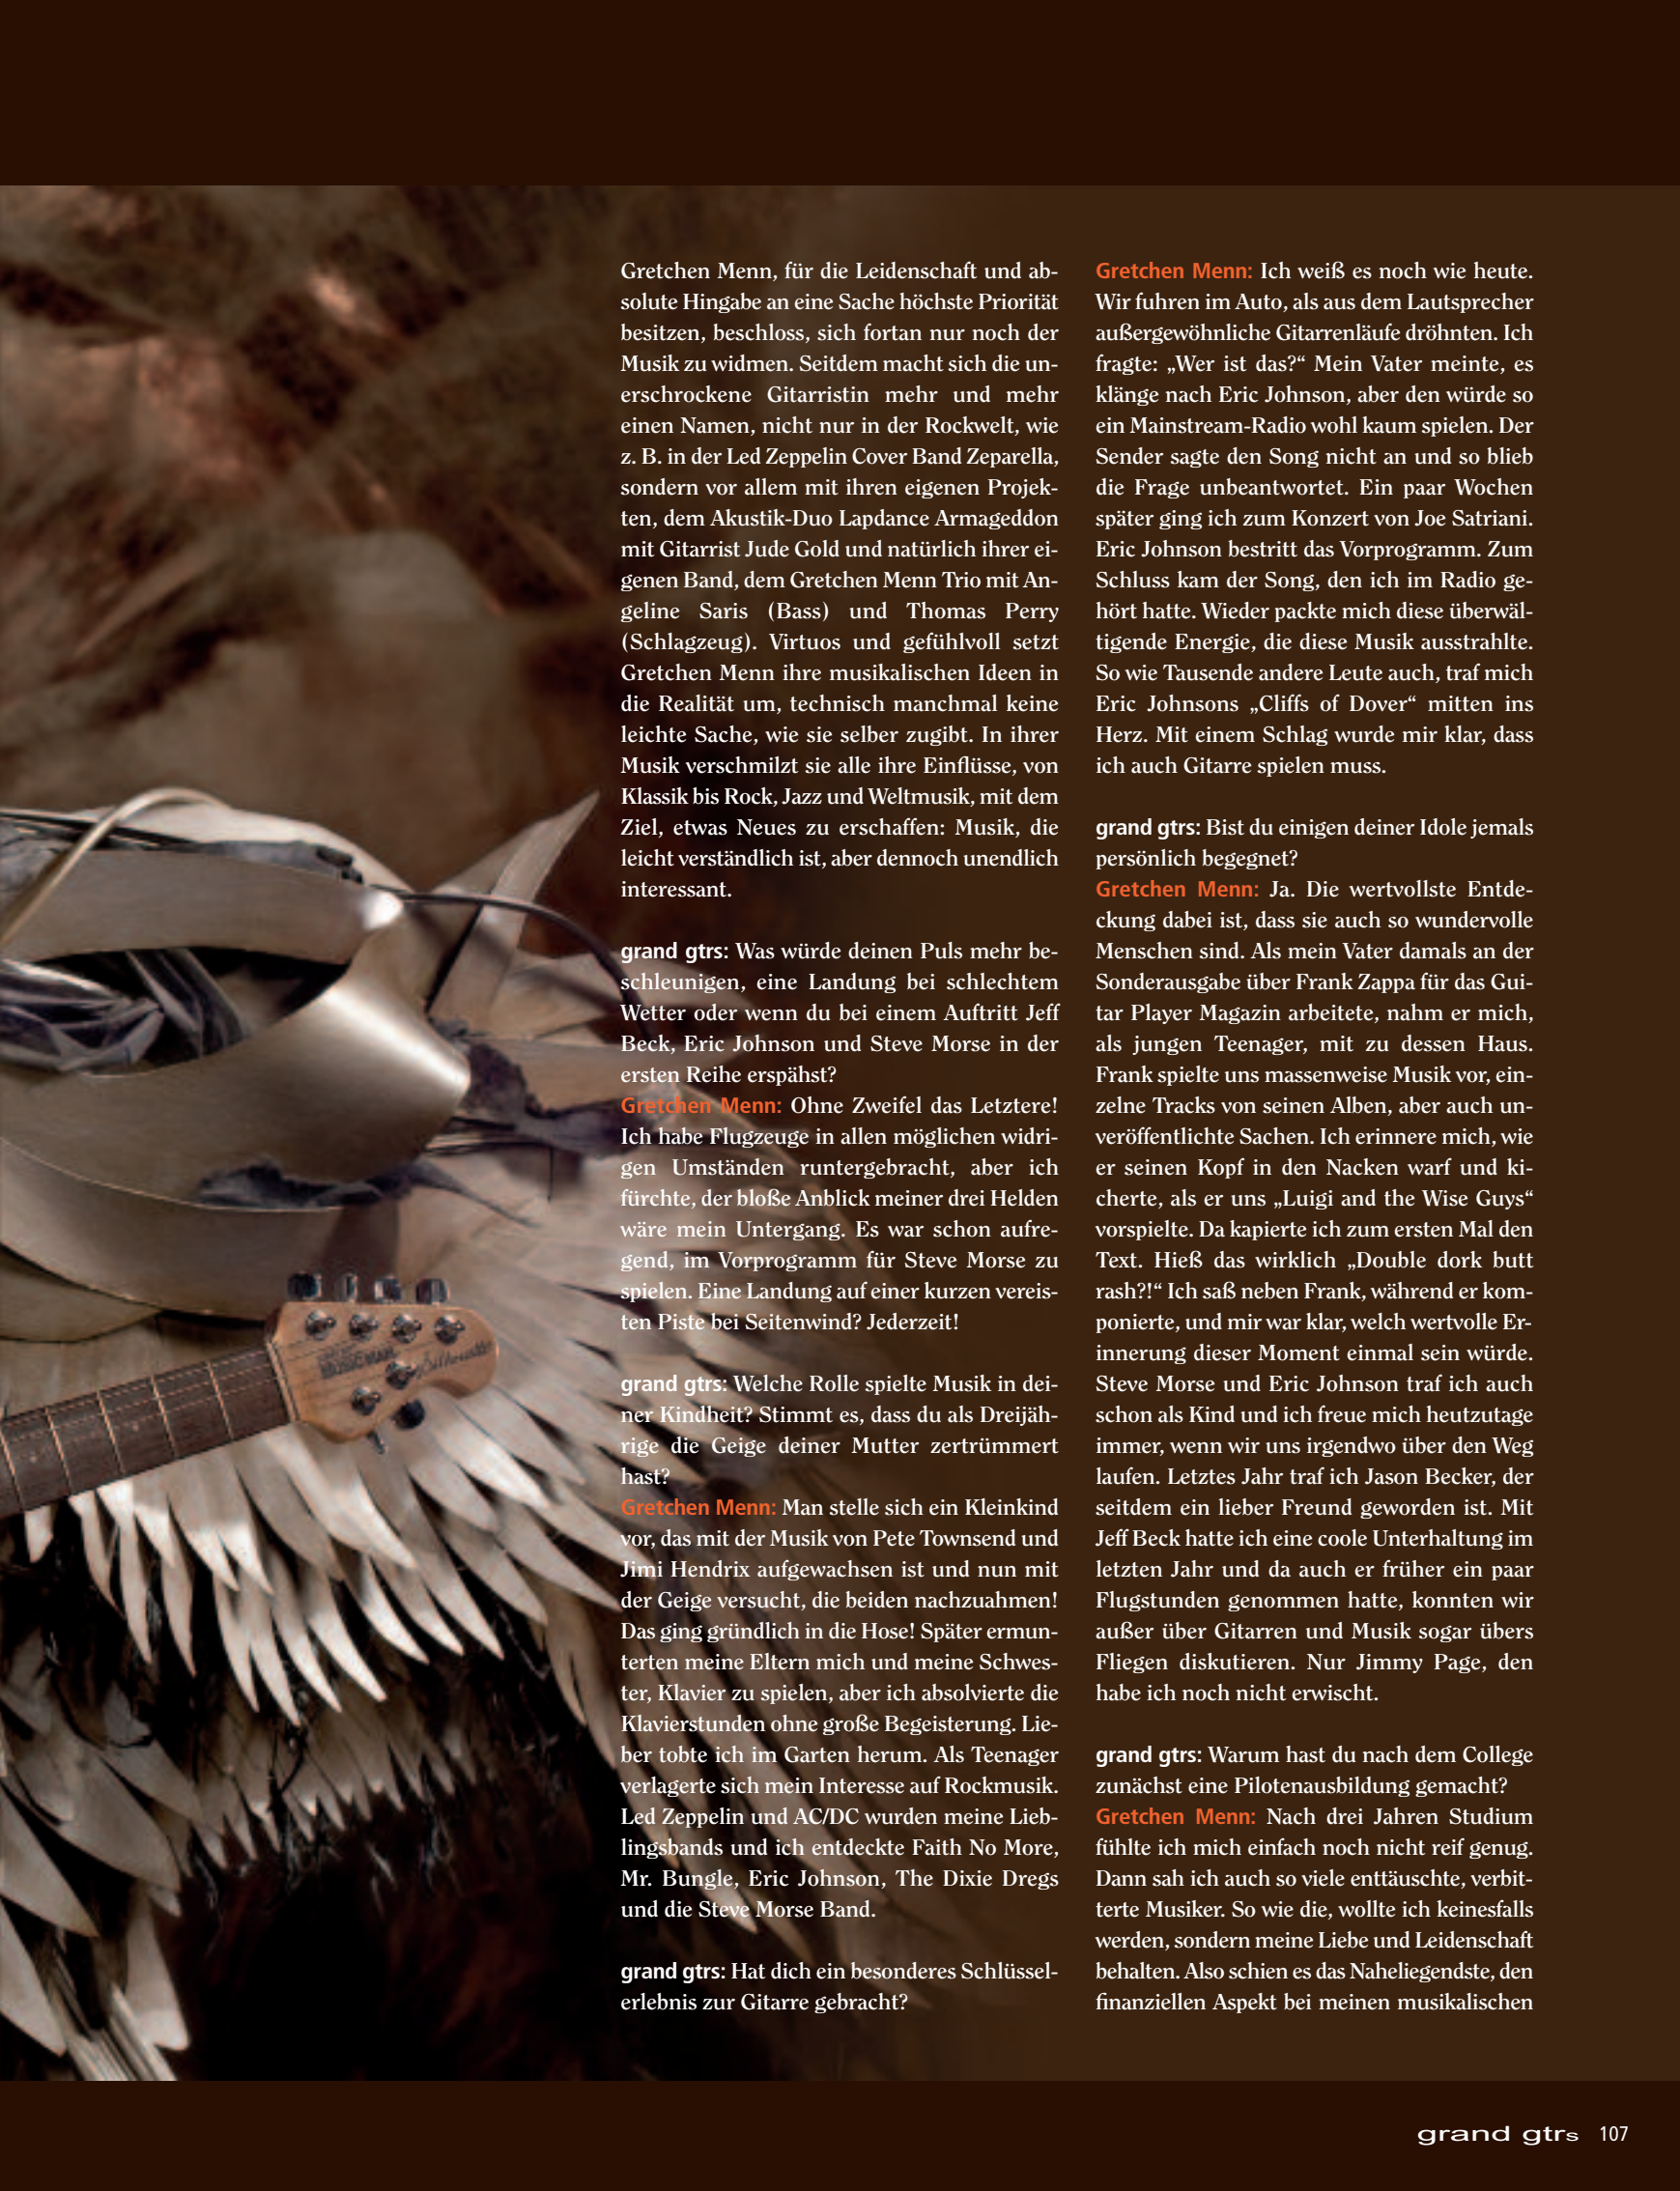 Gretchen Menn, für die Leidenschaft und ab-
solute Hingabe an eine Sache höchste Priorität
besitzen, beschloss, sich fortan nur noch der
Musik zu widmen. Seitdem macht sich die un-
erschrockene Gitarristin mehr und mehr
einen Namen, nicht nur in der Rockwelt, wie
z. B. in der Led Zeppelin Cover Band Zeparella,
sondern vor allem mit ihren eigenen Projek-
ten, dem Akustik-Duo Lapdance Armageddon
mit Gitarrist Jude Gold und natürlich ihrer ei-
genen Band, dem Gretchen Menn Trio mit An-
geline Saris (Bass) und Thomas Perry
(Schlagzeug). Virtuos und gefühlvoll setzt
Gretchen Menn ihre musikalischen Ideen in
die Realität um, technisch manchmal keine
leichte Sache, wie sie selber zugibt. In ihrer
Musik verschmilzt sie alle ihre Einflüsse, von
Klassik bis Rock, Jazz und Weltmusik, mit dem
Ziel, etwas Neues zu erschaffen: Musik, die
leicht verständlich ist, aber dennoch unendlich
interessant.
grand gtrs: Was würde deinen Puls mehr be-
schleunigen, eine Landung bei schlechtem
Wetter oder wenn du bei einem Auftritt Jeff
Beck, Eric Johnson und Steve Morse in der
ersten Reihe erspähst?
Gretchen Menn: Ohne Zweifel das Letztere!
Ich habe Flugzeuge in allen möglichen widri-
gen Umständen runtergebracht, aber ich
fürchte, der bloße Anblick meiner drei Helden
wäre mein Untergang. Es war schon aufre-
gend, im Vorprogramm für Steve Morse zu
spielen. Eine Landung auf einer kurzen vereis-
ten Piste bei Seitenwind? Jederzeit!
grand gtrs: Welche Rolle spielte Musik in dei-
ner Kindheit? Stimmt es, dass du als Dreijäh-
rige die Geige deiner Mutter zertrümmert
hast?
Gretchen Menn: Man stelle sich ein Kleinkind
vor, das mit der Musik von Pete Townsend und
Jimi Hendrix aufgewachsen ist und nun mit
der Geige versucht, die beiden nachzuahmen!
Das ging gründlich in die Hose! Später ermun-
terten meine Eltern mich und meine Schwes-
ter, Klavier zu spielen, aber ich absolvierte die
Klavierstunden ohne große Begeisterung. Lie-
ber tobte ich im Garten herum. Als Teenager
verlagerte sich mein Interesse auf Rockmusik.
Led Zeppelin und AC/DC wurden meine Lieb-
lingsbands und ich entdeckte Faith No More,
Mr. Bungle, Eric Johnson, The Dixie Dregs
und die Steve Morse Band.
grand gtrs: Hat dich ein besonderes Schlüssel-
erlebnis zur Gitarre gebracht?
Gretchen Menn: Ich weiß es noch wie heute.
Wir fuhren im Auto, als aus dem Lautsprecher
außergewöhnliche Gitarrenläufe dröhnten. Ich
fragte: „Wer ist das?“ Mein Vater meinte, es
klänge nach Eric Johnson, aber den würde so
ein Mainstream-Radio wohl kaum spielen. Der
Sender sagte den Song nicht an und so blieb
die Frage unbeantwortet. Ein paar Wochen
später ging ich zum Konzert von Joe Satriani.
Eric Johnson bestritt das Vorprogramm. Zum
Schluss kam der Song, den ich im Radio ge-
hört hatte. Wieder packte mich diese überwäl-
tigende Energie, die diese Musik ausstrahlte.
So wie Tausende andere Leute auch, traf mich
Eric Johnsons „Cliffs of Dover“ mitten ins
Herz. Mit einem Schlag wurde mir klar, dass
ich auch Gitarre spielen muss.
grand gtrs: Bist du einigen deiner Idole jemals
persönlich begegnet?
Gretchen Menn: Ja. Die wertvollste Entde-
ckung dabei ist, dass sie auch so wundervolle
Menschen sind. Als mein Vater damals an der
Sonderausgabe über Frank Zappa für das Gui-
tar Player Magazin arbeitete, nahm er mich,
als jungen Teenager, mit zu dessen Haus.
Frank spielte uns massenweise Musik vor, ein-
zelne Tracks von seinen Alben, aber auch un-
veröffentlichte Sachen. Ich erinnere mich, wie
er seinen Kopf in den Nacken warf und ki-
cherte, als er uns „Luigi and the Wise Guys“
vorspielte. Da kapierte ich zum ersten Mal den
Text. Hieß das wirklich „Double dork butt
rash?!“ Ich saß neben Frank, während er kom-
ponierte, und mir war klar, welch wertvolle Er-
innerung dieser Moment einmal sein würde.
Steve Morse und Eric Johnson traf ich auch
schon als Kind und ich freue mich heutzutage
immer, wenn wir uns irgendwo über den Weg
laufen. Letztes Jahr traf ich Jason Becker, der
seitdem ein lieber Freund geworden ist. Mit
Jeff Beck hatte ich eine coole Unterhaltung im
letzten Jahr und da auch er früher ein paar
Flugstunden genommen hatte, konnten wir
außer über Gitarren und Musik sogar übers
Fliegen diskutieren. Nur Jimmy Page, den
habe ich noch nicht erwischt.
grand gtrs: Warum hast du nach dem College
zunächst eine Pilotenausbildung gemacht?
Gretchen Menn: Nach drei Jahren Studium
fühlte ich mich einfach noch nicht reif genug.
Dann sah ich auch so viele enttäuschte, verbit-
terte Musiker. So wie die, wollte ich keinesfalls
werden, sondern meine Liebe und Leidenschaft
behalten. Also schien es das Naheliegendste, den
finanziellen Aspekt bei meinen musikalischen
MUSIC MAN
Silhouette
grand gtrs 107